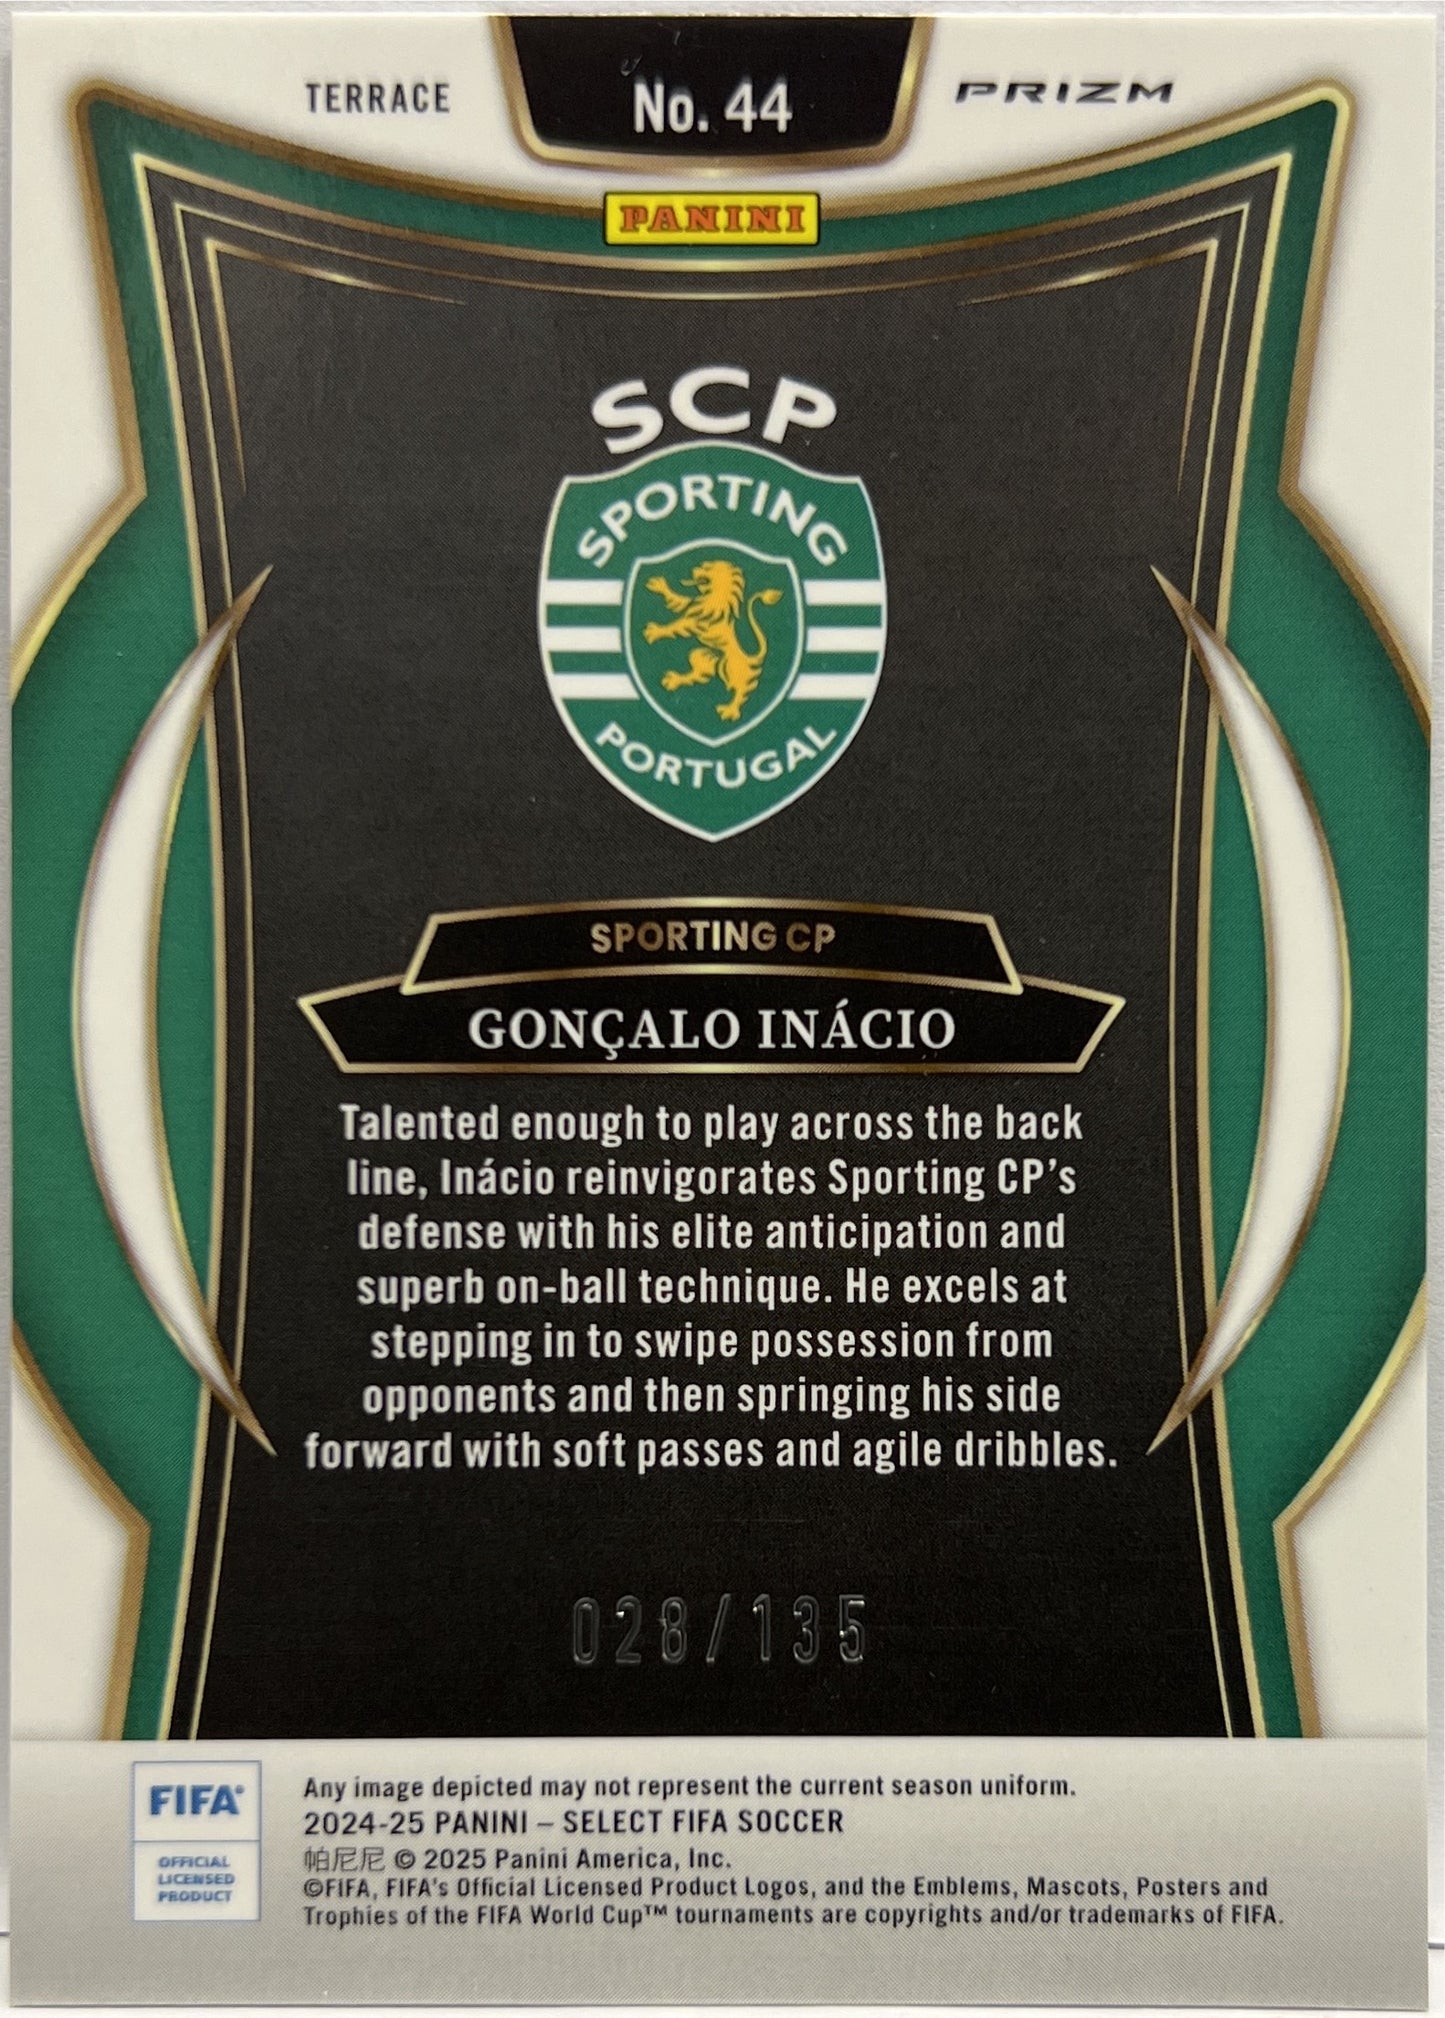 TERRACE
No. 44
PRIZM
PANINI
SCP
SPORTING
PORTUGAL
SPORTING CP
GONÇALO INÁCIO
Talented enough to play across the back
line, Inácio reinvigorates Sporting CP's
defense with his elite anticipation and
superb on-ball technique. He excels at
stepping in to swipe possession from
opponents and then springing his side
forward with soft passes and agile dribbles.
028/135
FIFA®
OFFICIAL
LICENSED
PRODUCT
Any image depicted may not represent the current season uniform.
2024-25 PANINI – SELECT FIFA SOCCER
帕尼尼 © 2025 Panini America, Inc.
©FIFA, FIFA's Official Licensed Product Logos, and the Emblems, Mascots, Posters and
Trophies of the FIFA World Cup™ tournaments are copyrights and/or trademarks of FIFA.